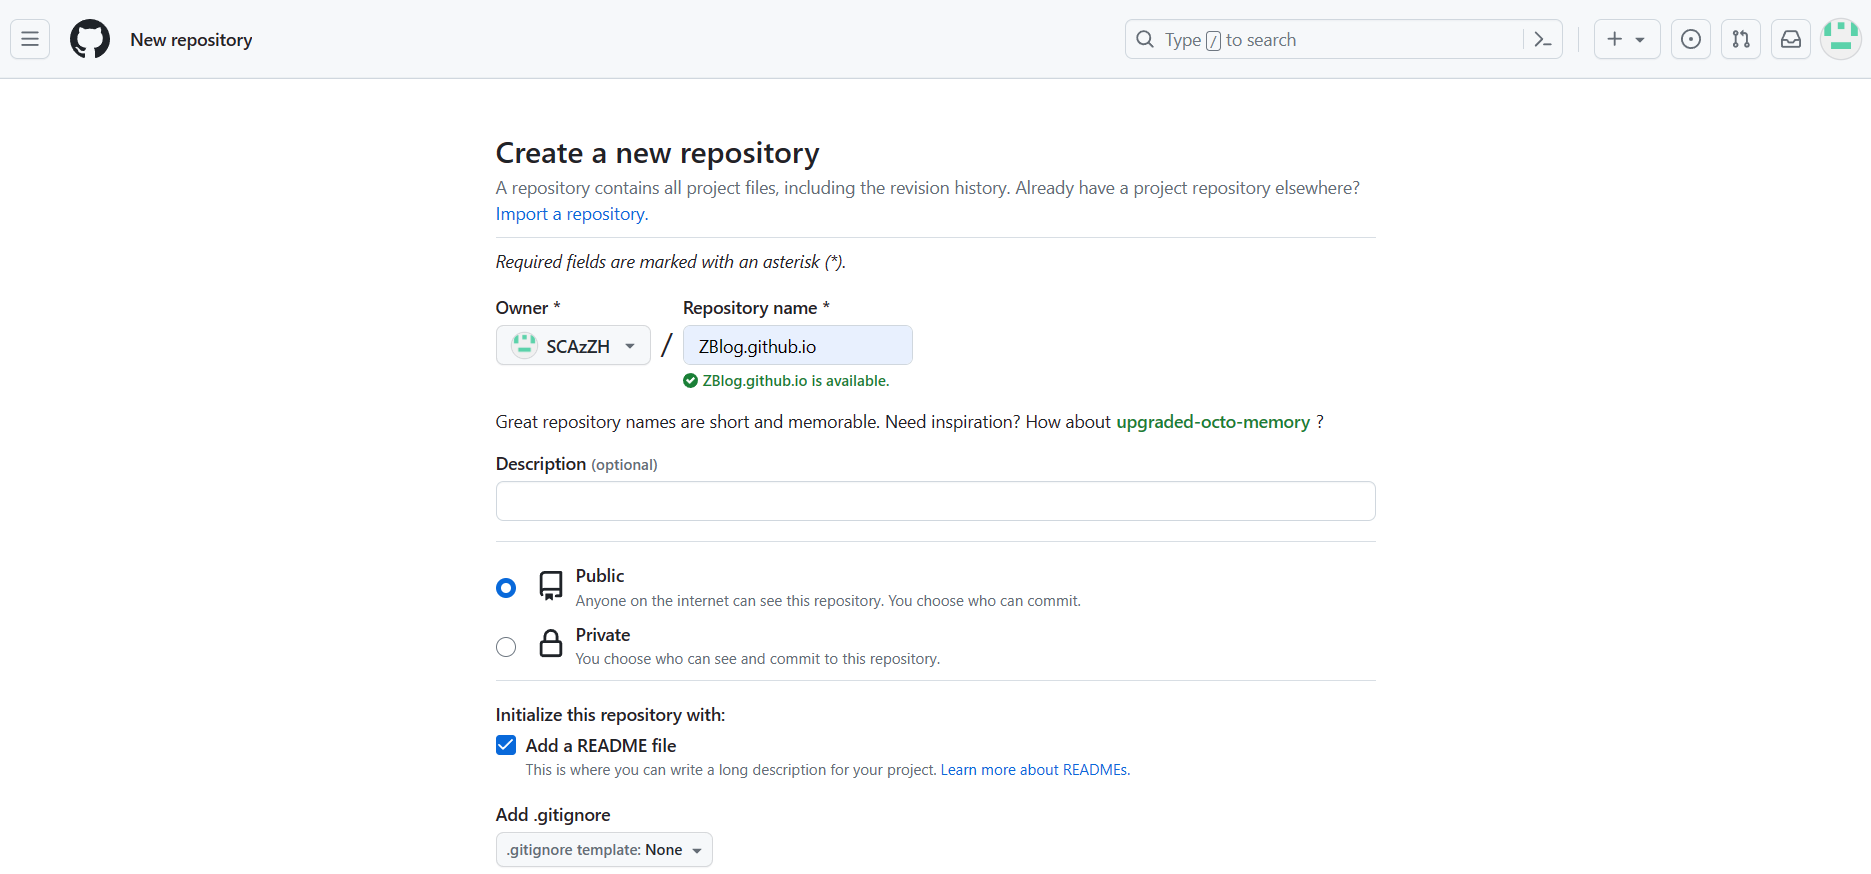 New repository
Type / to search
Create a new repository
A repository contains all project files, including the revision history. Already have a project repository elsewhere?
Import a repository.
Required fields are marked with an asterisk (*).
Owner *
Repository name *
SCAzZH
/
ZBlog.github.io
ZBlog.github.io is available.
Great repository names are short and memorable. Need inspiration? How about upgraded-octo-memory ?
Description (optional)
Public
Anyone on the internet can see this repository. You choose who can commit.
Private
You choose who can see and commit to this repository.
Initialize this repository with:
Add a README file
This is where you can write a long description for your project. Learn more about READMEs.
Add .gitignore
.gitignore template: None